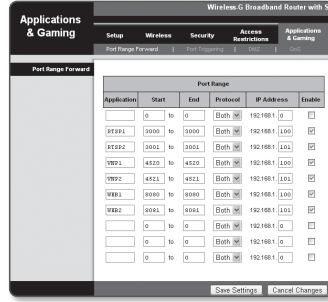 Wireless-G Broadband Router with S
Applications
& Gaming
Setup Wireless Security Access Restrictions Applications & Gaming
Port Range Forward | Port Triggering | DMZ | QoS
Port Range Forward
Port Range
Application Start End Protocol IP Address Enable
0 to 0 Both 192.168.1. 0
RTSP1 3000 to 3000 Both 192.168.1. 100
RTSP2 3001 to 3001 Both 192.168.1. 101
VNP1 4520 to 4520 Both 192.168.1. 100
VNP2 4521 to 4521 Both 192.168.1. 101
WEB1 8080 to 8080 Both 192.168.1. 100
WEB2 8081 to 8081 Both 192.168.1. 101
0 to 0 Both 192.168.1. 0
0 to 0 Both 192.168.1. 0
0 to 0 Both 192.168.1. 0
Save Settings Cancel Changes